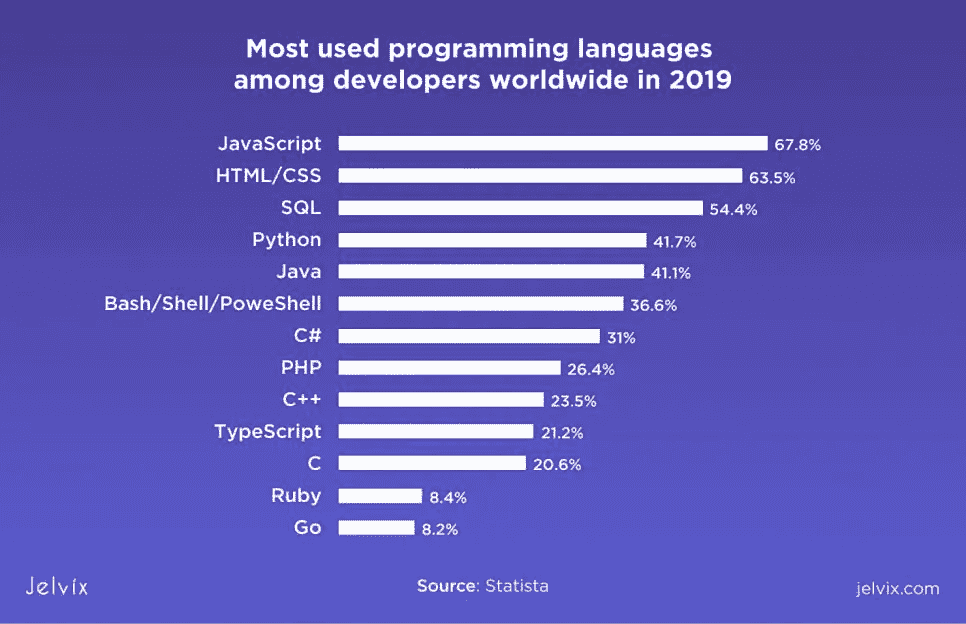 Most used programming languages
among developers worldwide in 2019
JavaScript 67.8%
HTML/CSS 63.5%
SQL 54.4%
Python 41.7%
Java 41.1%
Bash/Shell/PoweShell 36.6%
C# 31%
PHP 26.4%
C++ 23.5%
TypeScript 21.2%
C 20.6%
Ruby 8.4%
Go 8.2%
Jelvix Source: Statista jelvix.com